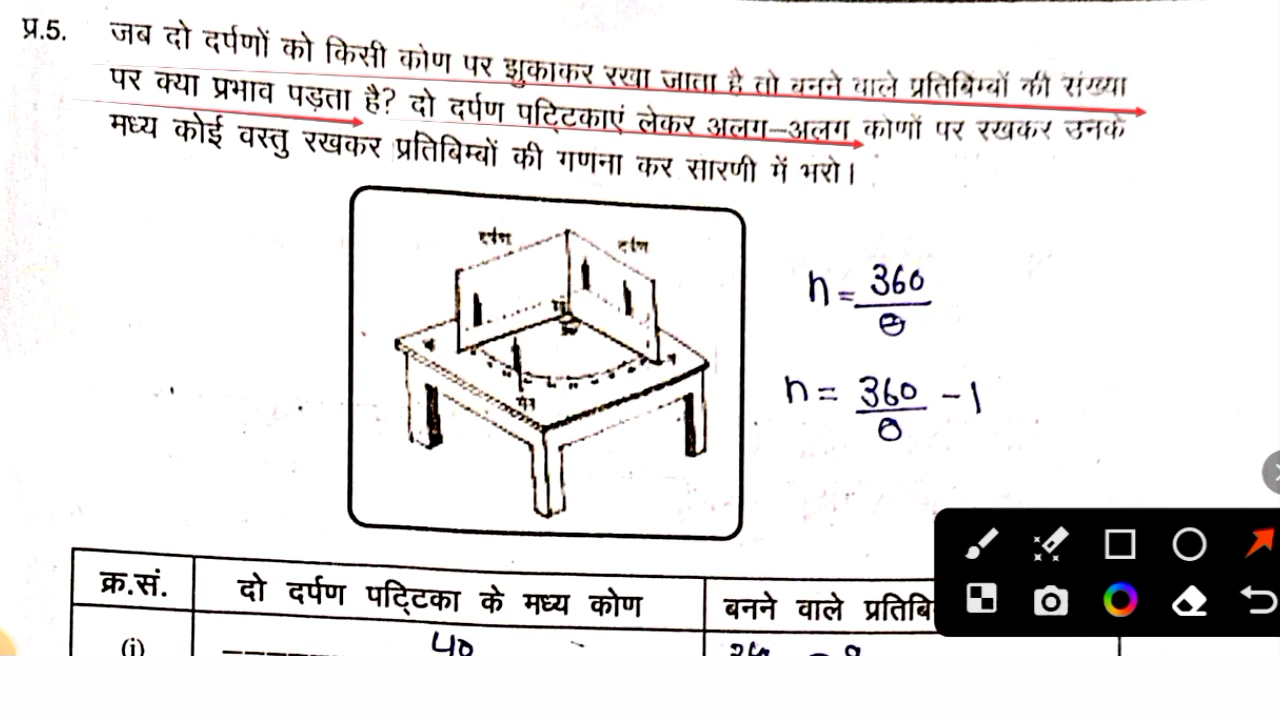 प्र.5. जब दो दर्पणों को किसी कोण पर झुकाकर रखा जाता है तो बनने वाले प्रतिबिम्बों की संख्या
पर क्या प्रभाव पड़ता है? दो दर्पण पट्टिकाएं लेकर अलग-अलग कोणों पर रखकर उनके
मध्य कोई वस्तु रखकर प्रतिबिम्बों की गणना कर सारणी में भरो।
दर्पण दर्पण
n = 360/θ
n = 360/θ - 1
क्र.सं. दो दर्पण पट्टिका के मध्य कोण बनने वाले प्रतिबि
(i)